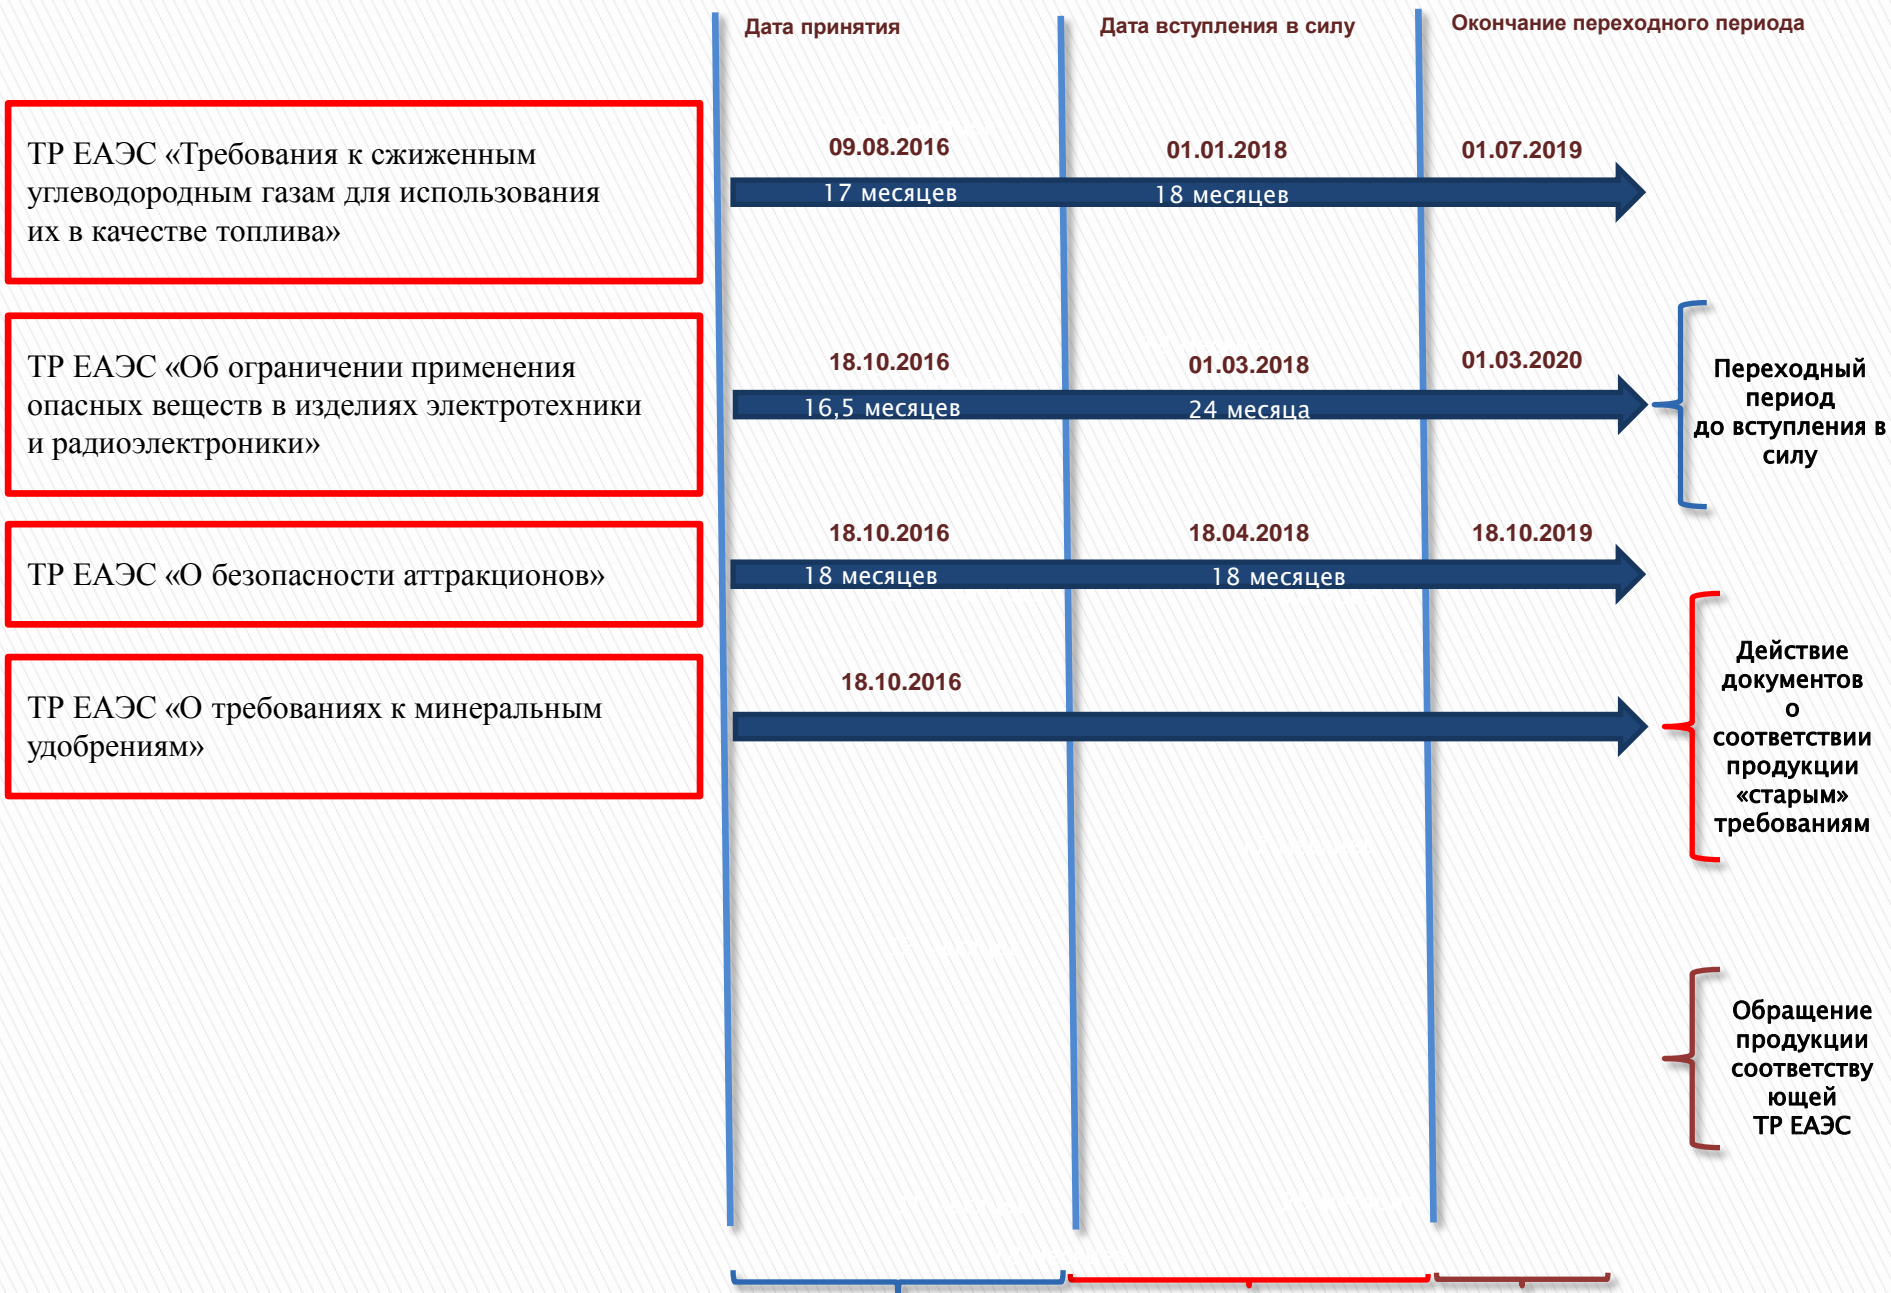 Дата принятия
Дата вступления в силу
Окончание переходного периода
ТР ЕАЭС «Требования к сжиженным
углеводородным газам для использования
их в качестве топлива»
09.08.2016
01.01.2018
01.07.2019
17 месяцев
18 месяцев
ТР ЕАЭС «Об ограничении применения
опасных веществ в изделиях электротехники
и радиоэлектроники»
18.10.2016
01.03.2018
01.03.2020
16,5 месяцев
24 месяца
Переходный
период
до вступления в
силу
ТР ЕАЭС «О безопасности аттракционов»
18.10.2016
18.04.2018
18.10.2019
18 месяцев
18 месяцев
ТР ЕАЭС «О требованиях к минеральным
удобрениям»
18.10.2016
Действие
документов
о
соответствии
продукции
«старым»
требованиям
Обращение
продукции
соответству
ющей
ТР ЕАЭС